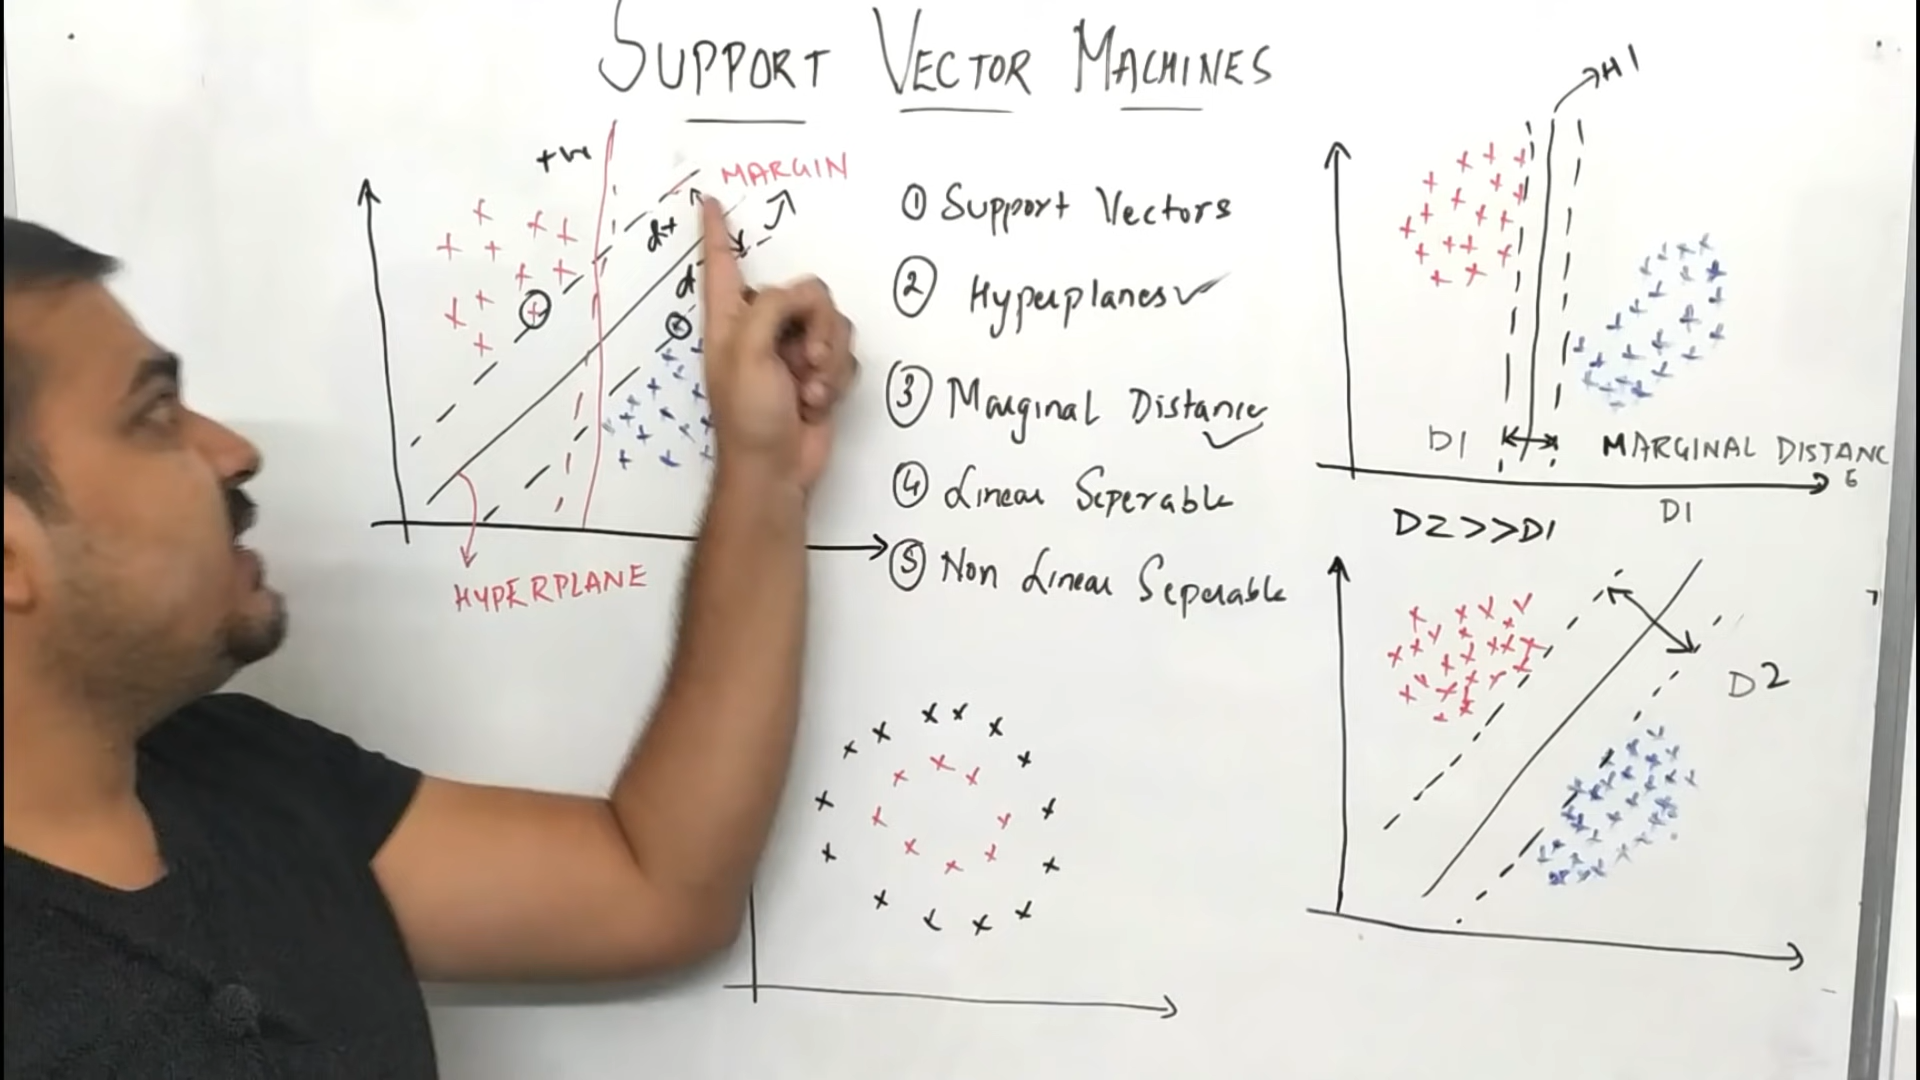 SUPPORT VECTOR MACHINES
+ve
MARGIN
d+
d-
HYPERPLANE
① Support Vectors
② Hyperplanes✓
③ Marginal Distance
④ Linear Seperable
⑤ Non Linear Seperable
H1
D1
MARGINAL DISTANC
E
D1
D2>>D1
D2